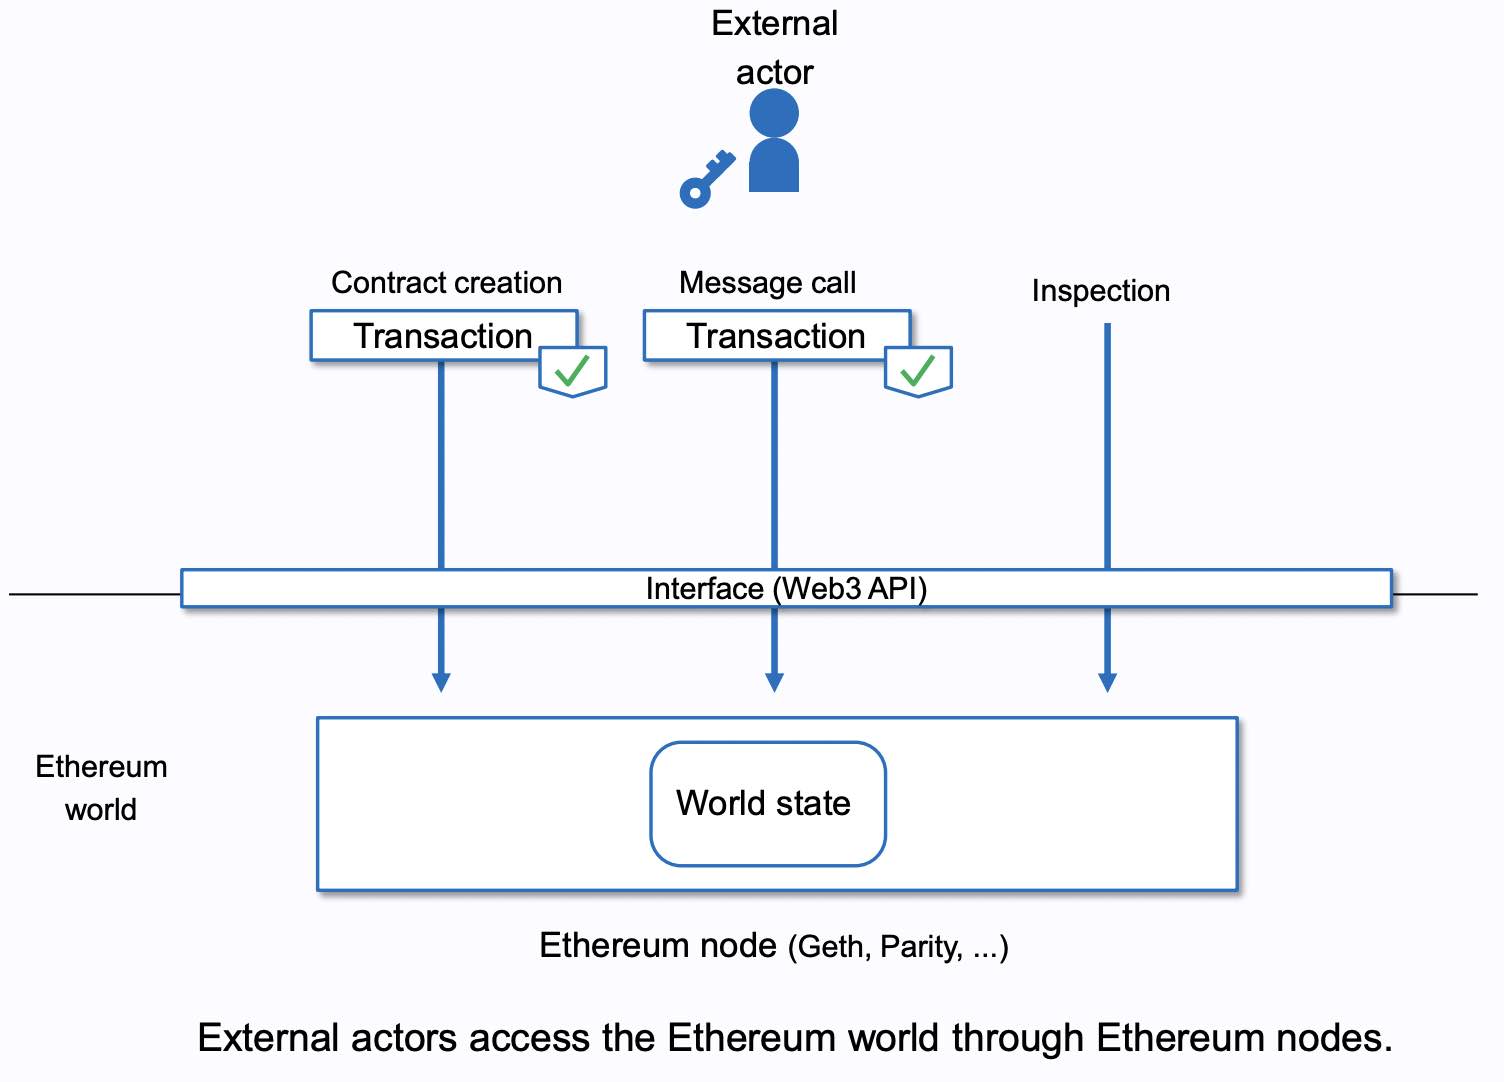 External
actor
Contract creation
Message call
Inspection
Transaction
Transaction
Interface (Web3 API)
Ethereum
world
World state
Ethereum node (Geth, Parity, ...)
External actors access the Ethereum world through Ethereum nodes.